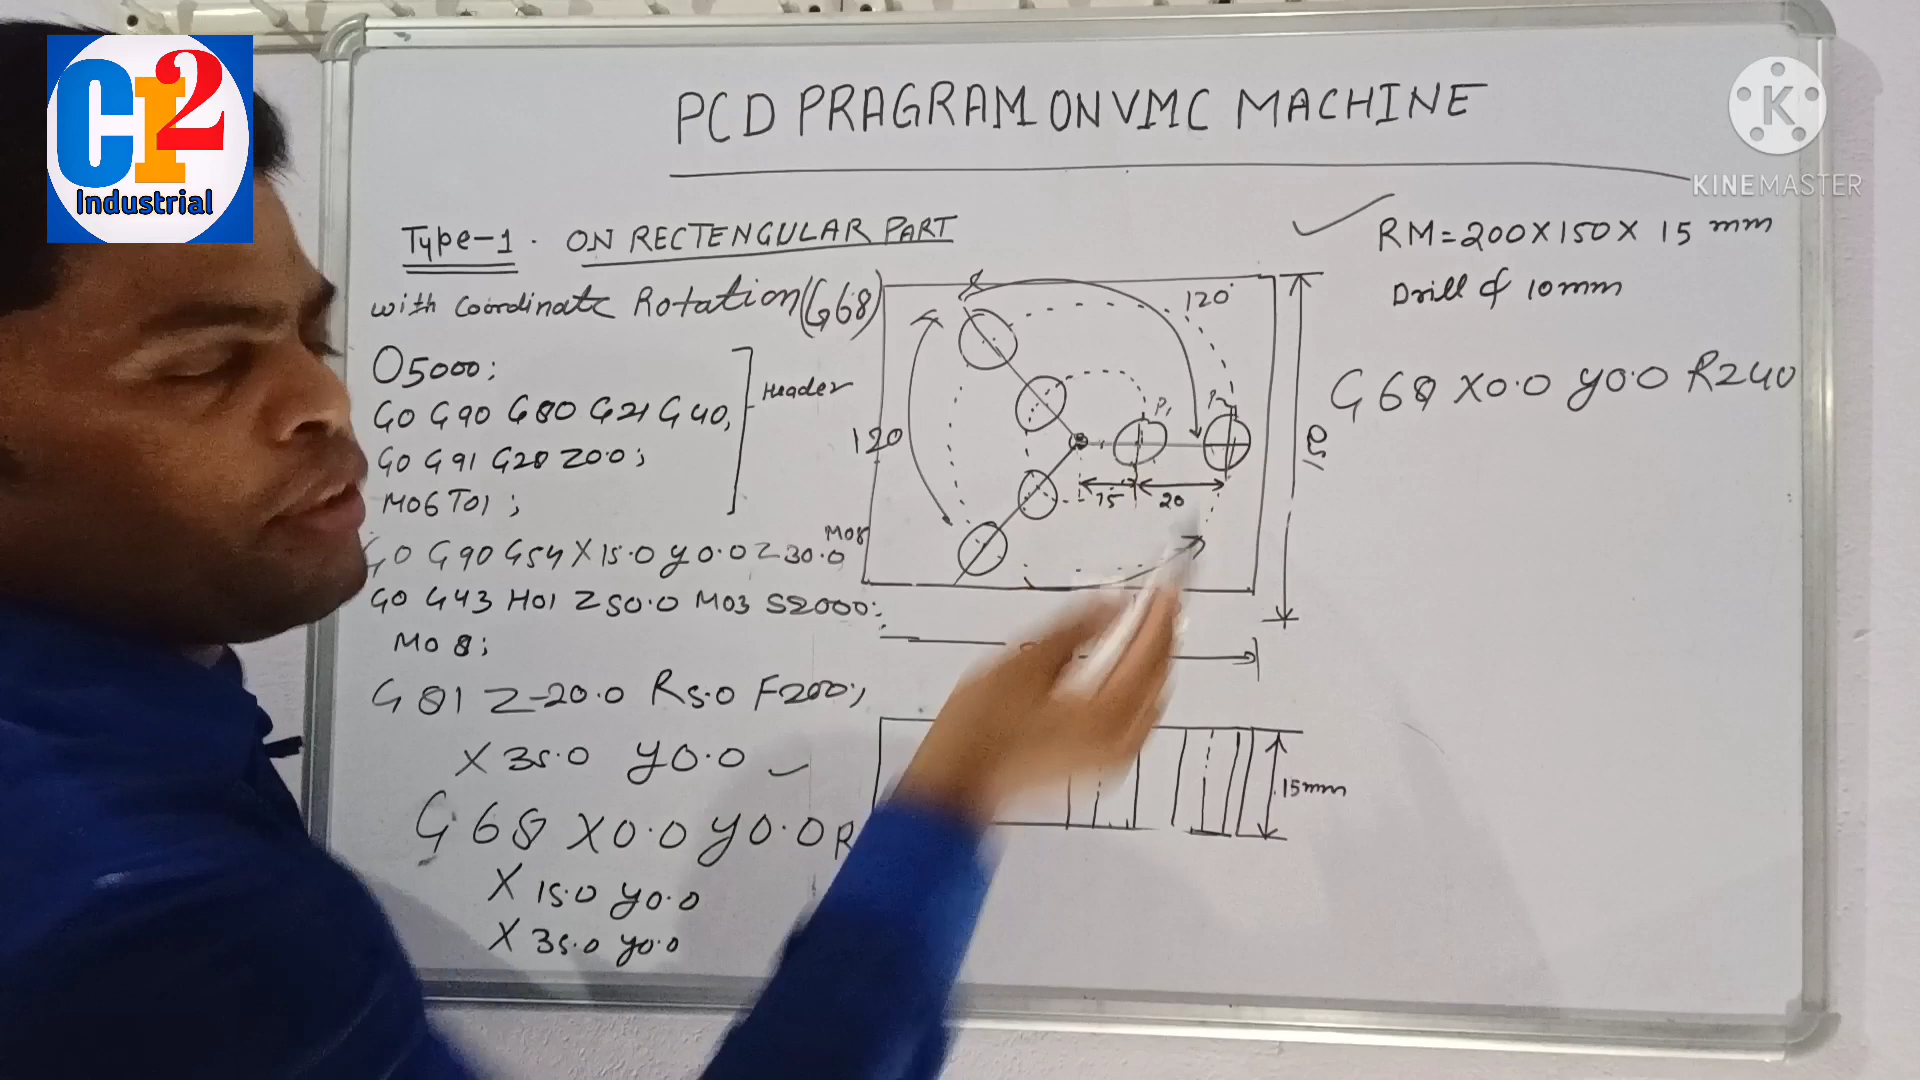 CI2
Industrial
PCD PRAGRAM ON VMC MACHINE
KINEMASTER
Type-1. ON RECTENGULAR PART
with Coordinate Rotation (G68)
O5000;
G0 G90 G80 G21 G40;
G0 G91 G28 Z0.0;
M06 T01;
Header
G0 G90 G54 X15.0 Y0.0 Z30.0
M08
G0 G43 H01 Z50.0 M03 S2000;
M08;
G81 Z-20.0 R5.0 F200;
X35.0 Y0.0
G68 X0.0 Y0.0 R
X15.0 Y0.0
X35.0 Y0.0
120°
120
P1
P2
15
20
15mm
RM=200X150X 15 mm
Drill of 10mm
G68 X0.0 Y0.0 R240